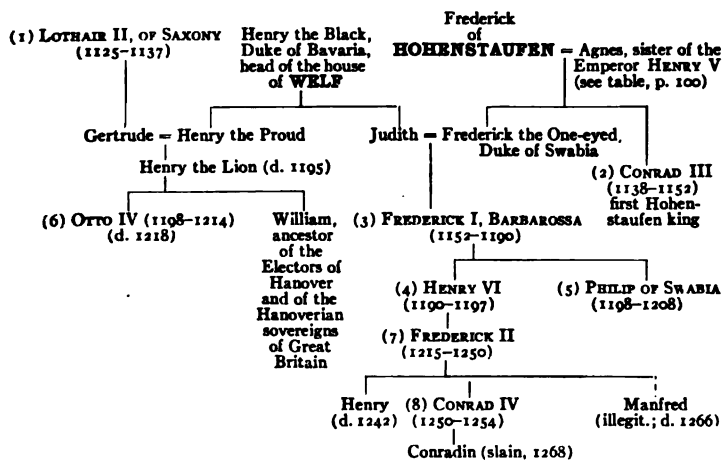 (1) LOTHAIR II, OF SAXONY
(1125–1137)
Henry the Black,
Duke of Bavaria,
head of the house
of WELF
Frederick
of
HOHENSTAUFEN = Agnes, sister of the
Emperor HENRY V
(see table, p. 100)
Gertrude = Henry the Proud
Judith = Frederick the One-eyed,
Duke of Swabia
Henry the Lion (d. 1195)
(2) CONRAD III
(1138–1152)
first Hohen-
staufen king
(6) OTTO IV (1198–1214)
(d. 1218)
William,
ancestor
of the
Electors of
Hanover
and of the
Hanoverian
sovereigns
of Great
Britain
(3) FREDERICK I, BARBAROSSA
(1152–1190)
(4) HENRY VI
(1190–1197)
(5) PHILIP OF SWABIA
(1198–1208)
(7) FREDERICK II
(1215–1250)
Henry
(d. 1242)
(8) CONRAD IV
(1250–1254)
Manfred
(illegit.; d. 1266)
Conradin (slain, 1268)